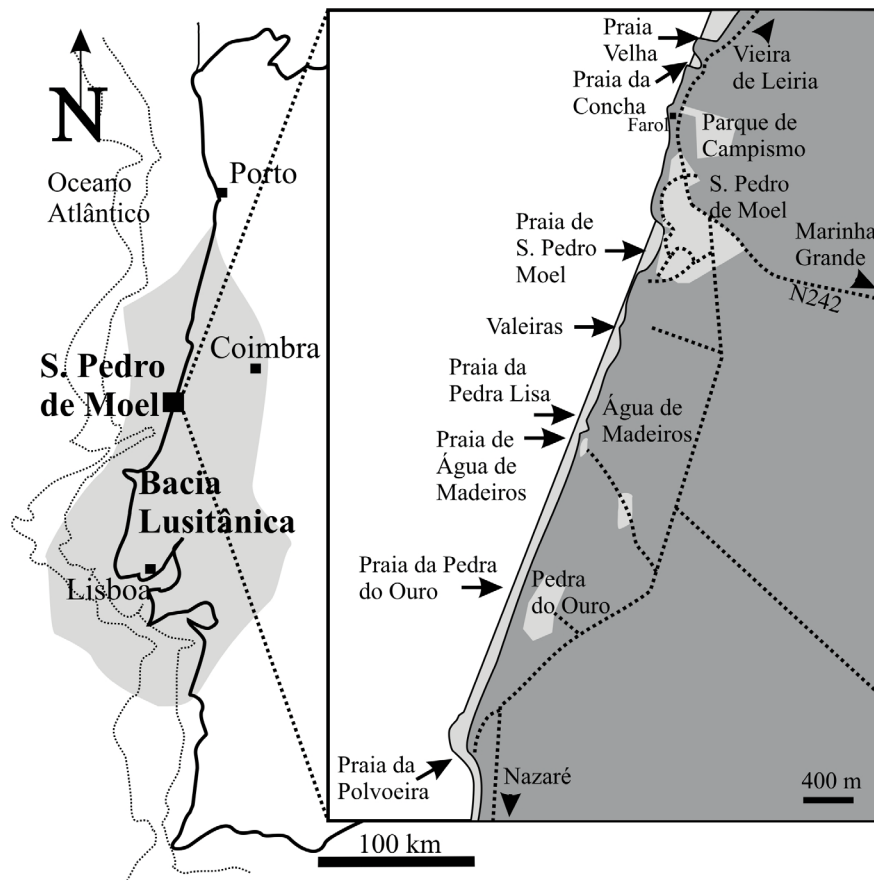 N
Oceano
Atlântico
Porto
Coimbra
S. Pedro
de Moel
Bacia
Lusitânica
Lisboa
100 km
Praia
Velha
Praia da
Concha
Farol
Vieira
de Leiria
Parque de
Campismo
S. Pedro
de Moel
Marinha
Grande
N242
Praia de
S. Pedro
Moel
Valeiras
Praia da
Pedra Lisa
Praia de
Água de
Madeiros
Água de
Madeiros
Praia da Pedra
do Ouro
Pedra
do Ouro
Praia da
Polvoeira
Nazaré
400 m